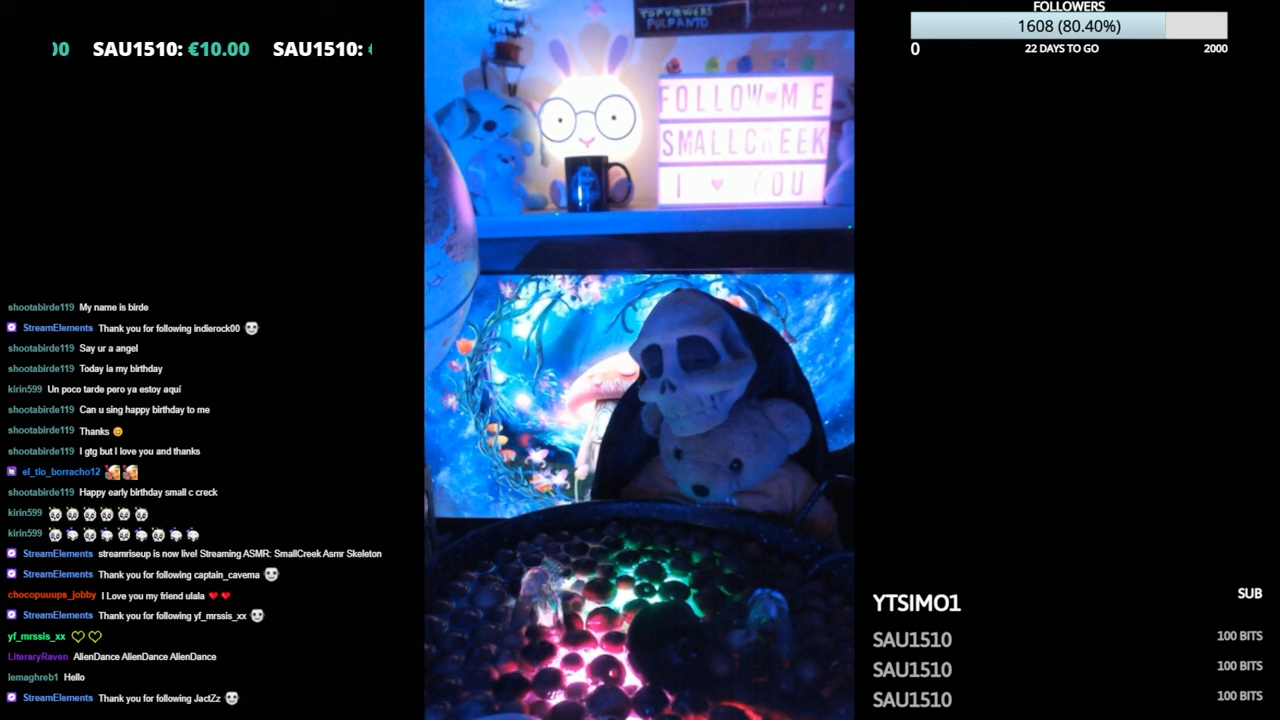 00 SAU1510: €10.00 SAU1510: €
shootabirde119 My name is birde
StreamElements Thank you for following indierock00
shootabirde119 Say ur a angel
shootabirde119 Today ia my birthday
kirin599 Un poco tarde pero ya estoy aquí
shootabirde119 Can u sing happy birthday to me
shootabirde119 Thanks 😊
shootabirde119 I gtg but I love you and thanks
el_tio_borracho12
shootabirde119 Happy early birthday small c creck
kirin599
kirin599
StreamElements streamriseup is now live! Streaming ASMR: SmallCreek Asmr Skeleton
StreamElements Thank you for following captain_cavema
chocopuuups_jobby I Love you my friend ulala ♥ ♥
StreamElements Thank you for following yf_mrssis_xx
yf_mrssis_xx
LiteraryRaven AlienDance AlienDance AlienDance
lemaghreb1 Hello
StreamElements Thank you for following JactZz
TOPVIEWERS
PULPANTO
FOLLOW♥ME
SMALLCREEK
I ♥ YOU
FOLLOWERS
1608 (80.40%)
0 22 DAYS TO GO 2000
YTSIMO1 SUB
SAU1510 100 BITS
SAU1510 100 BITS
SAU1510 100 BITS